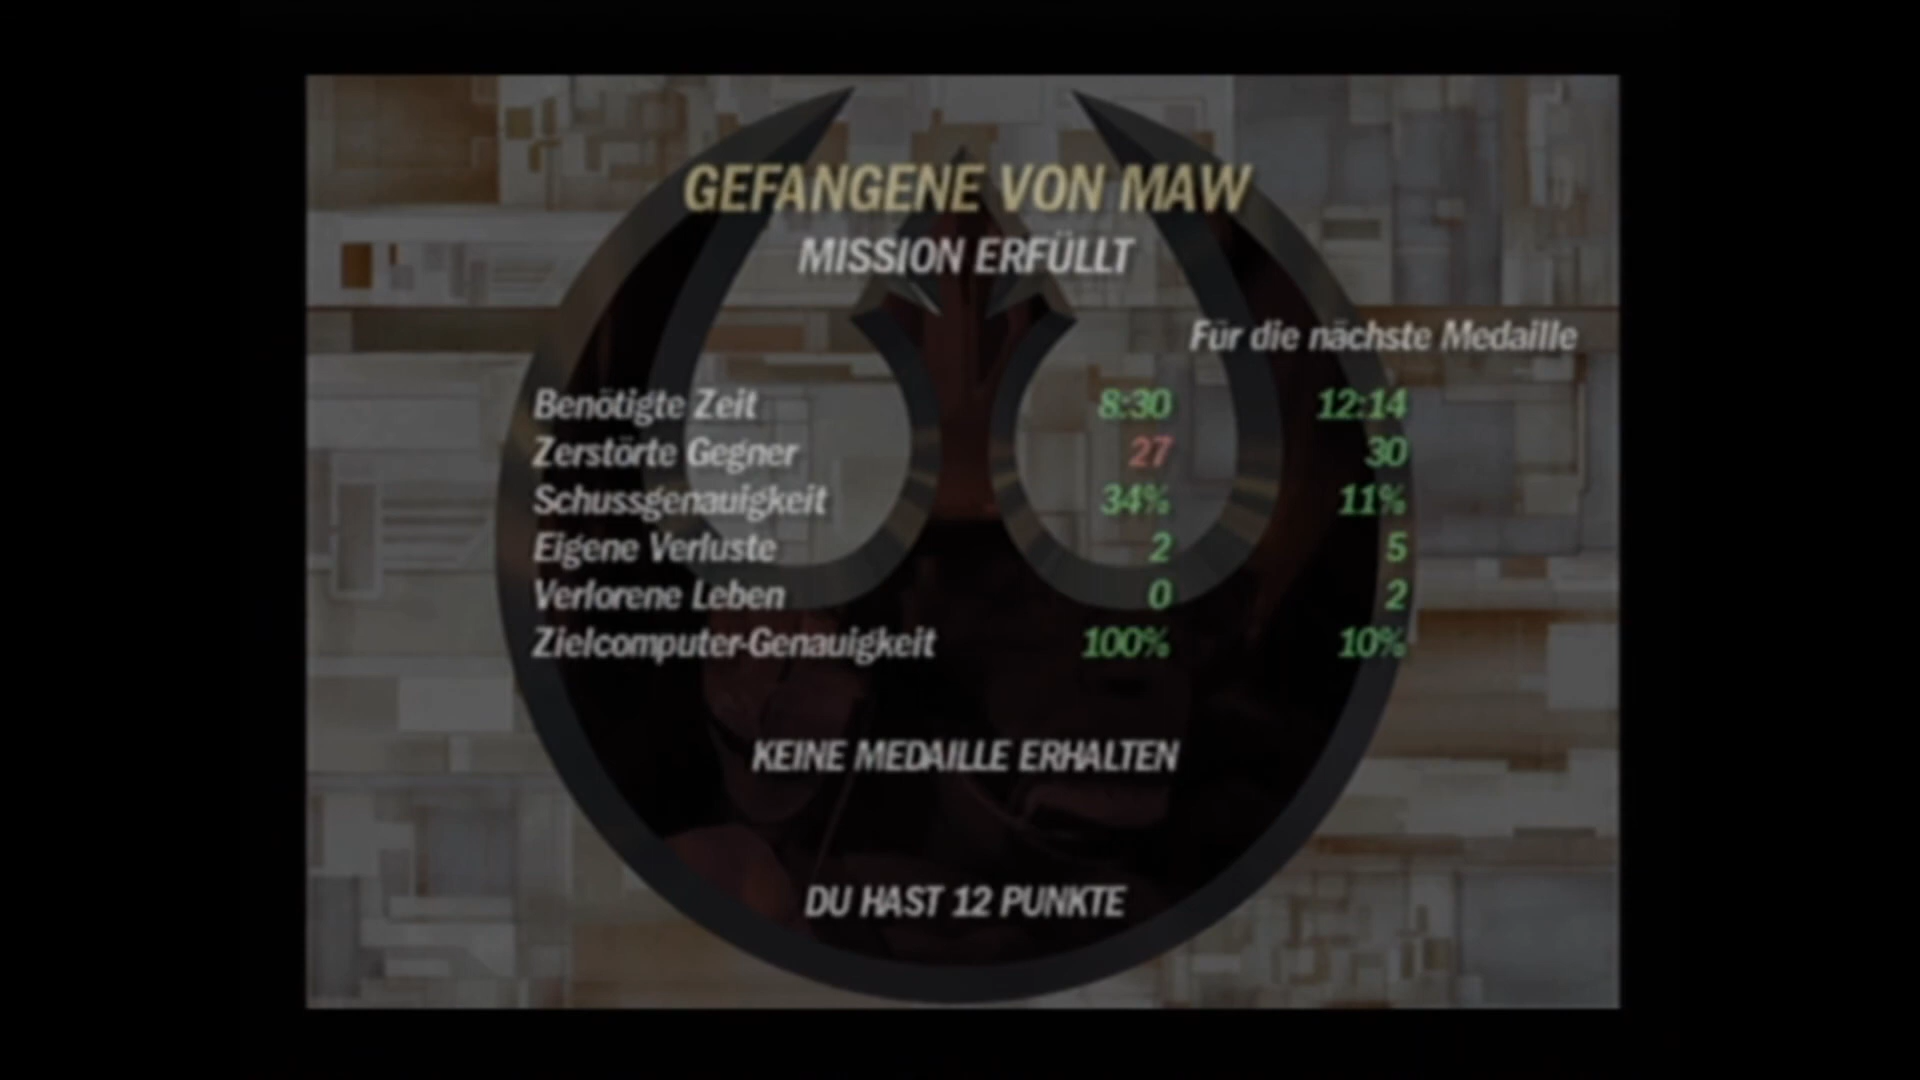 GEFANGENE VON MAW
MISSION ERFÜLLT
Für die nächste Medaille
Benötigte Zeit 8:30 12:14
Zerstörte Gegner 27 30
Schussgenauigkeit 34% 11%
Eigene Verluste 2 5
Verlorene Leben 0 2
Zielcomputer-Genauigkeit 100% 10%
KEINE MEDAILLE ERHALTEN
DU HAST 12 PUNKTE